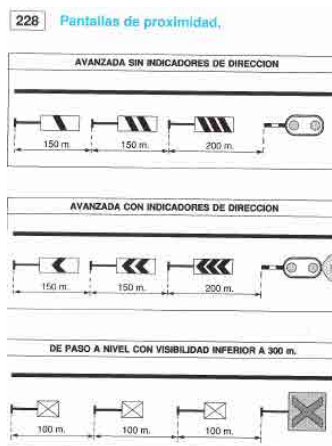 228 Pantallas de proximidad.
AVANZADA SIN INDICADORES DE DIRECCION
150 m. 150 m. 200 m.
AVANZADA CON INDICADORES DE DIRECCION
150 m. 150 m. 200 m.
DE PASO A NIVEL CON VISIBILIDAD INFERIOR A 300 m.
100 m. 100 m. 100 m.